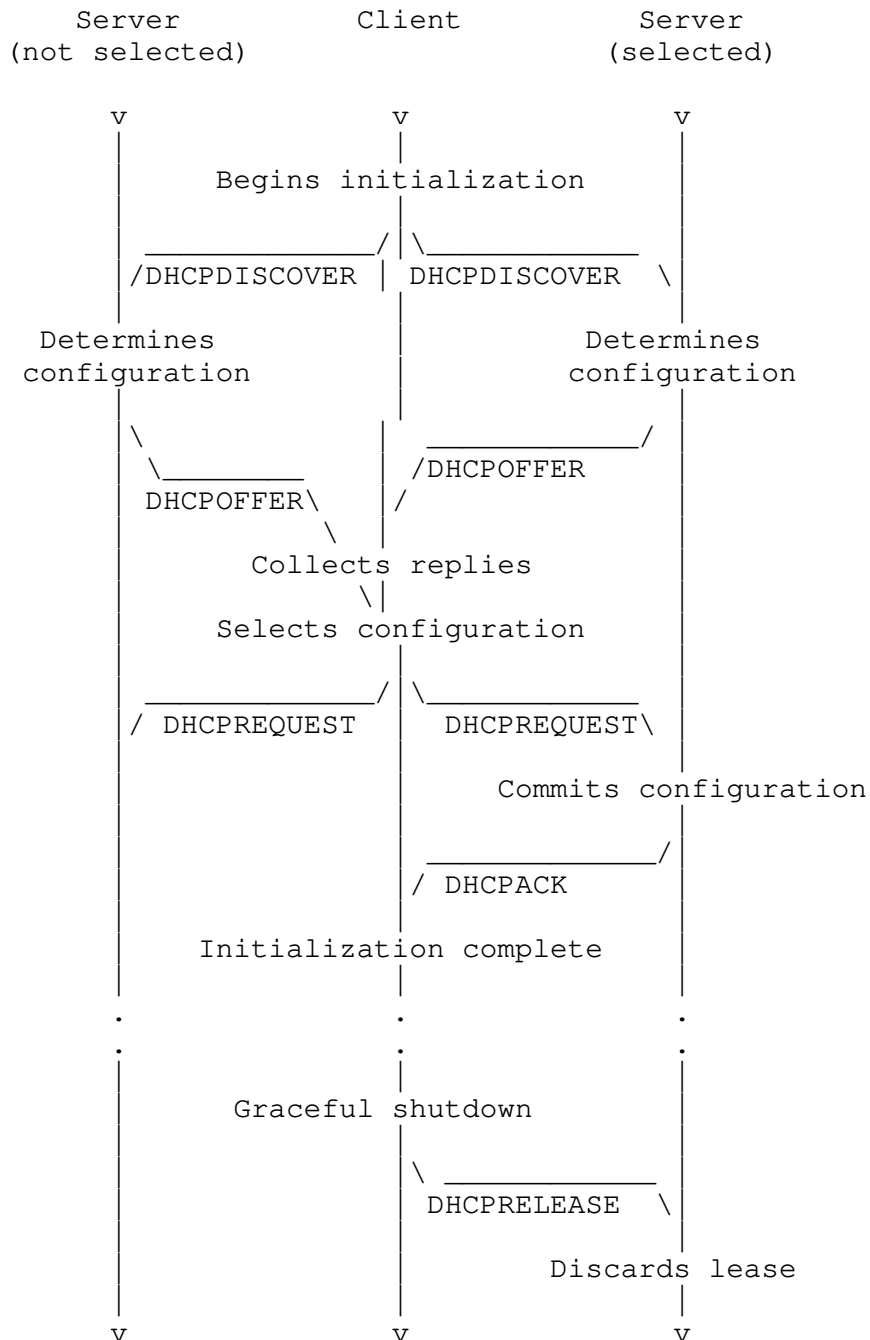 Server Client Server
(not selected) (selected)
v v v
Begins initialization
DHCPDISCOVER DHCPDISCOVER
Determines Determines
configuration configuration
DHCPOFFER
DHCPOFFER
Collects replies
Selects configuration
DHCPREQUEST DHCPREQUEST
Commits configuration
DHCPACK
Initialization complete
. . .
. . .
Graceful shutdown
DHCPRELEASE
Discards lease
v v v